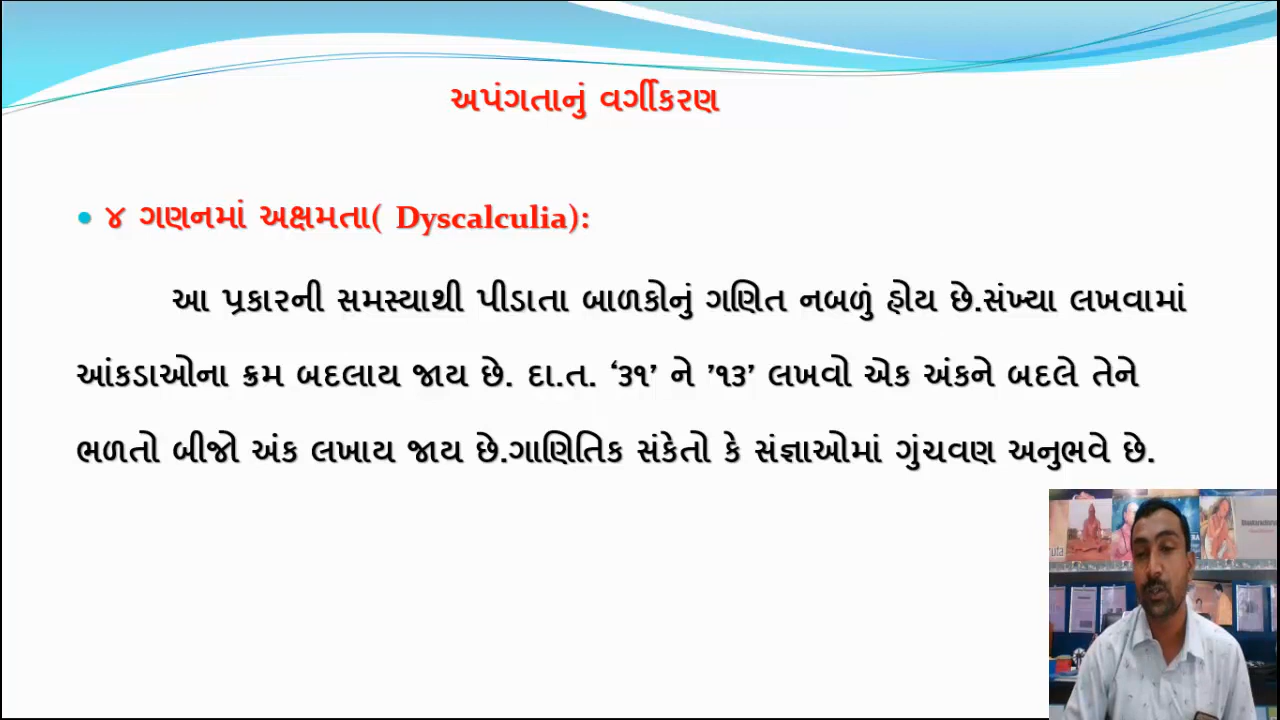 અપંગતાનું વર્ગીકરણ
• ૪ ગણનમાં અક્ષમતા( Dyscalculia):
આ પ્રકારની સમસ્યાથી પીડાતા બાળકોનું ગણિત નબળું હોય છે.સંખ્યા લખવામાં
આંકડાઓના ક્રમ બદલાય જાય છે. દા.ત. ‘૩૧’ ને ’૧૩’ લખવો એક અંકને બદલે તેને
ભળતો બીજો અંક લખાય જાય છે.ગાણિતિક સંકેતો કે સંજ્ઞાઓમાં ગુંચવણ અનુભવે છે.